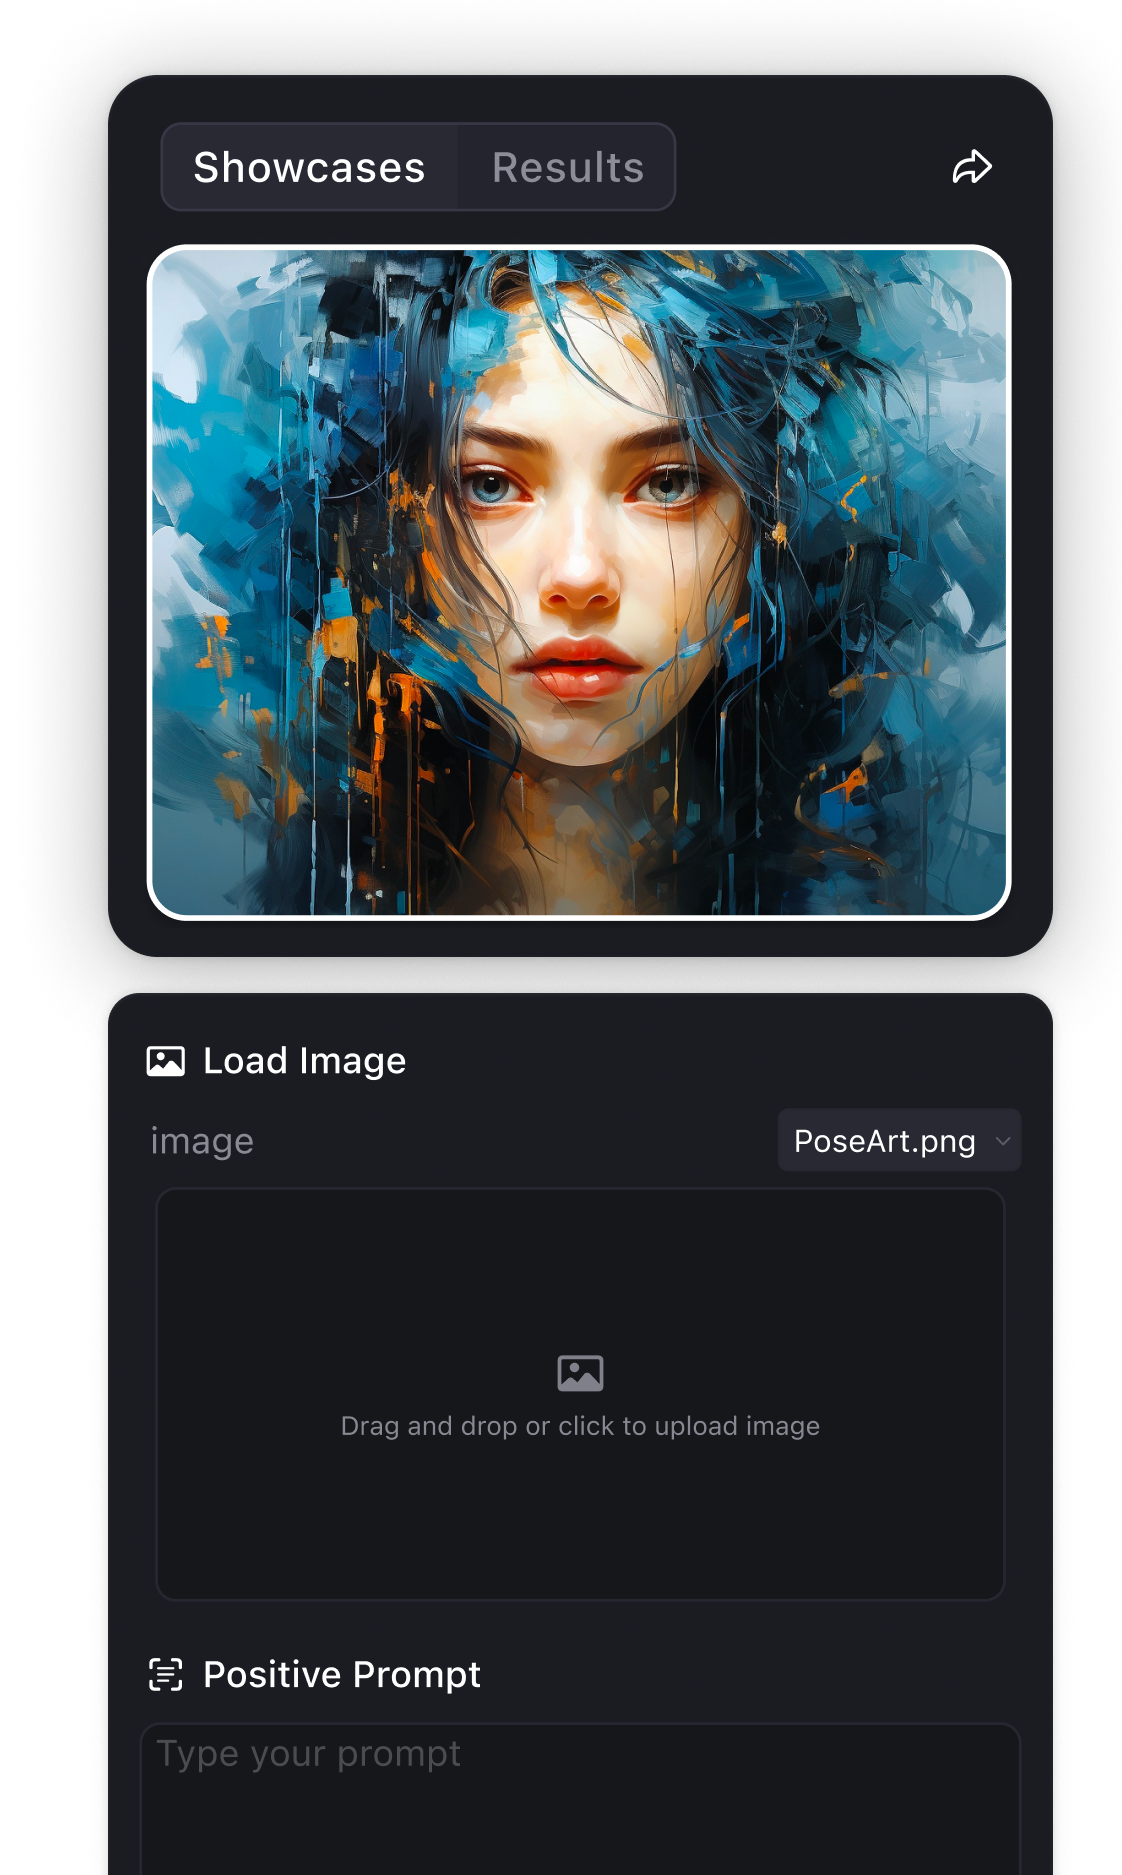 Showcases Results
Load Image
image PoseArt.png
Drag and drop or click to upload image
Positive Prompt
Type your prompt